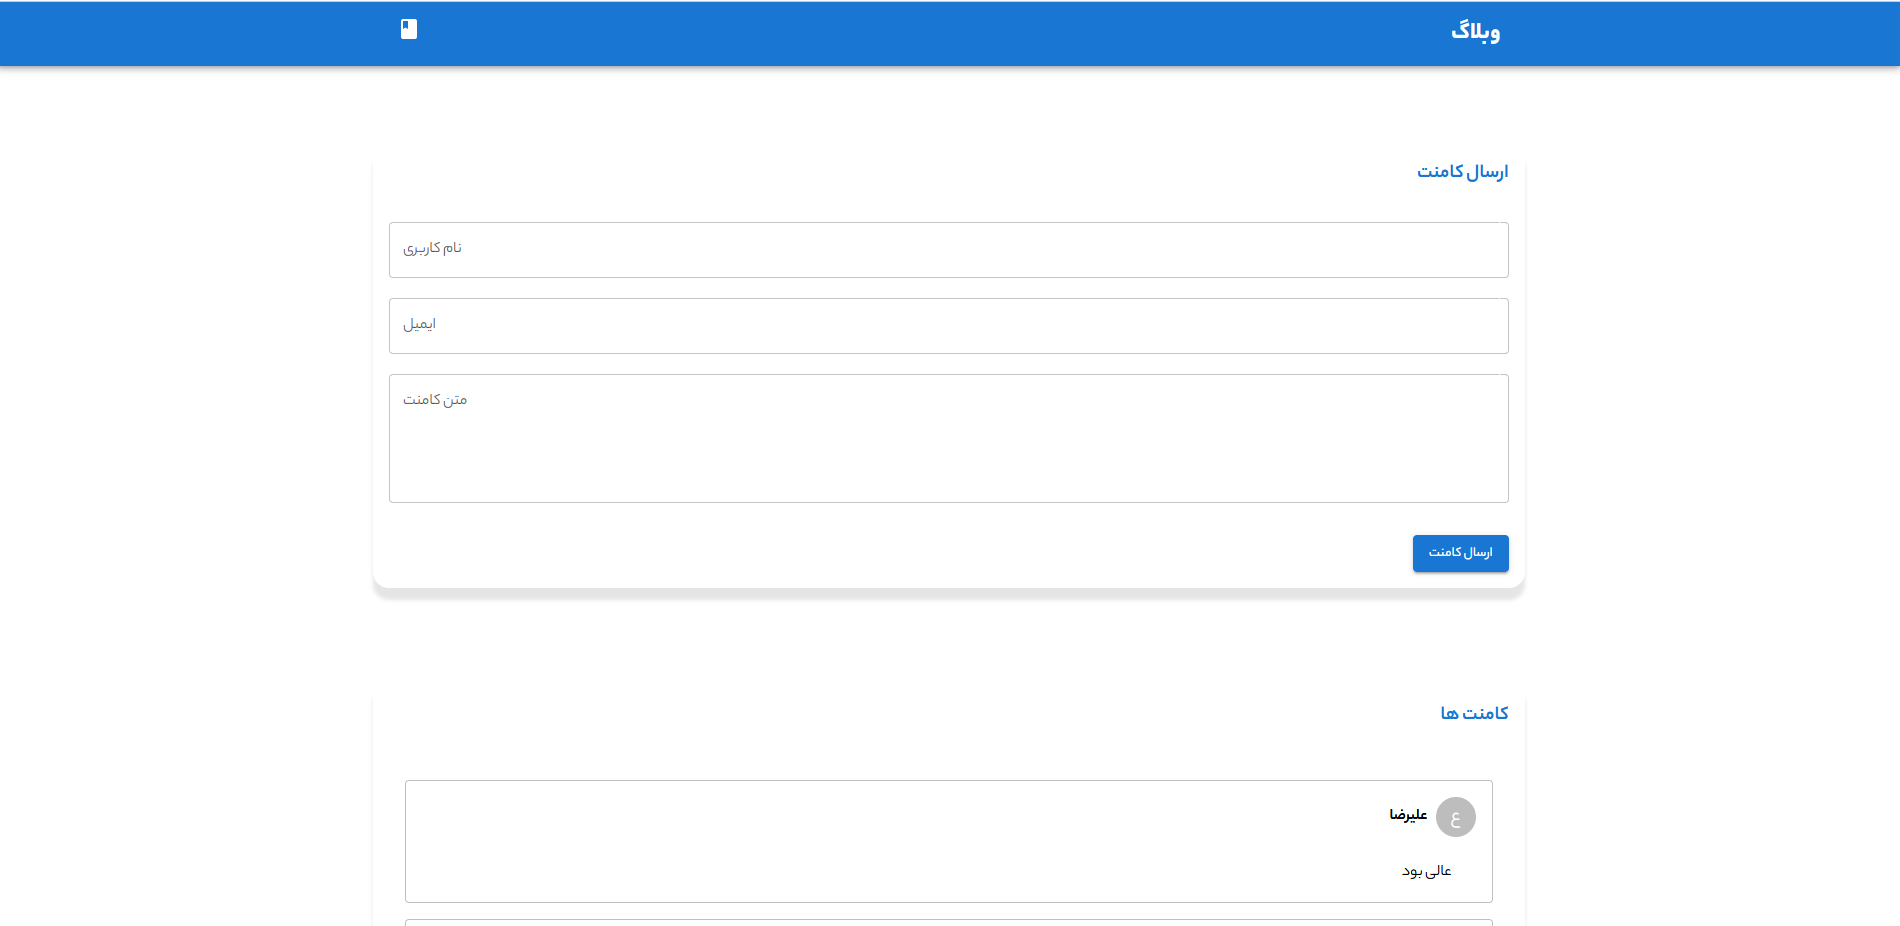 وبلاگ
ارسال کامنت
نام کاربری
ایمیل
متن کامنت
ارسال کامنت
کامنت ها
ع
علیرضا
عالی بود